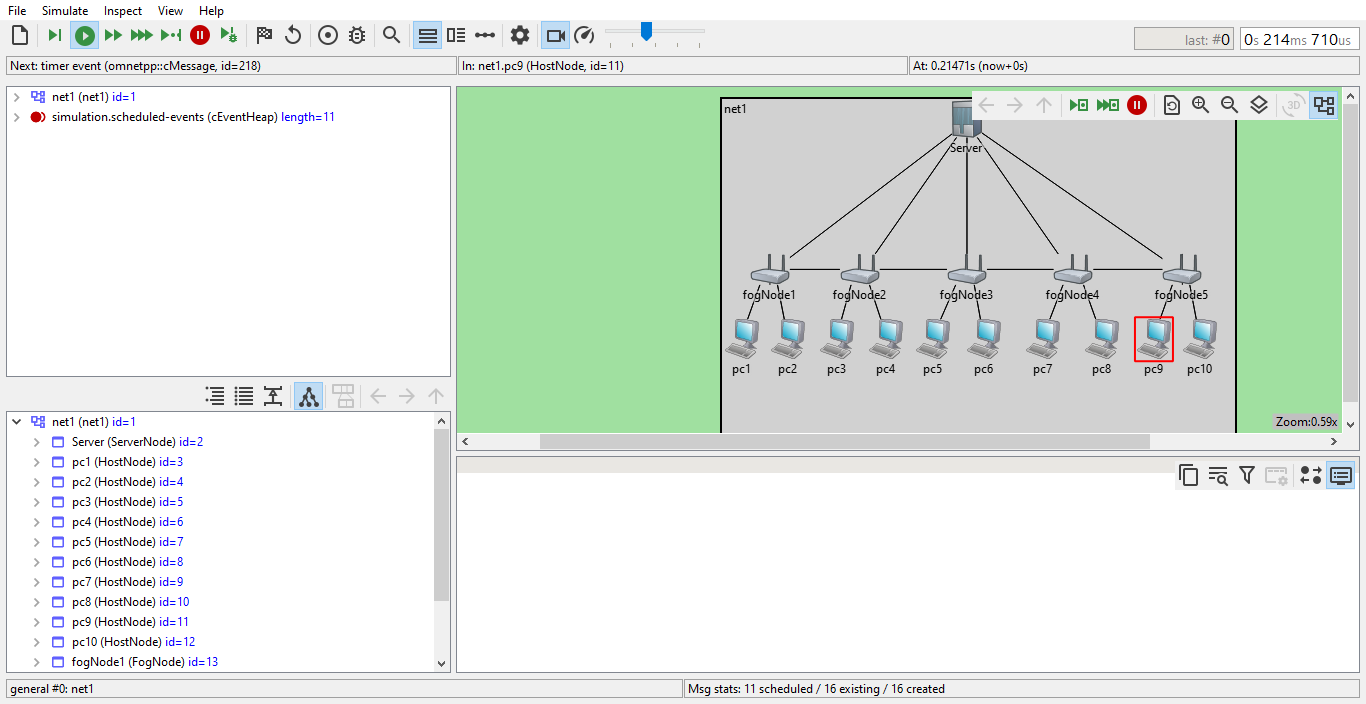 File Simulate Inspect View Help
last: #0 0s 214ms 710us
Next: timer event (omnetpp::cMessage, id=218) In: net1.pc9 (HostNode, id=11) At: 0.21471s (now+0s)
net1 (net1) id=1
simulation.scheduled-events (cEventHeap) length=11
net1
3D
Server
fogNode1 fogNode2 fogNode3 fogNode4 fogNode5
pc1 pc2 pc3 pc4 pc5 pc6 pc7 pc8 pc9 pc10
Zoom:0.59x
net1 (net1) id=1
Server (ServerNode) id=2
pc1 (HostNode) id=3
pc2 (HostNode) id=4
pc3 (HostNode) id=5
pc4 (HostNode) id=6
pc5 (HostNode) id=7
pc6 (HostNode) id=8
pc7 (HostNode) id=9
pc8 (HostNode) id=10
pc9 (HostNode) id=11
pc10 (HostNode) id=12
fogNode1 (FogNode) id=13
general #0: net1 Msg stats: 11 scheduled / 16 existing / 16 created